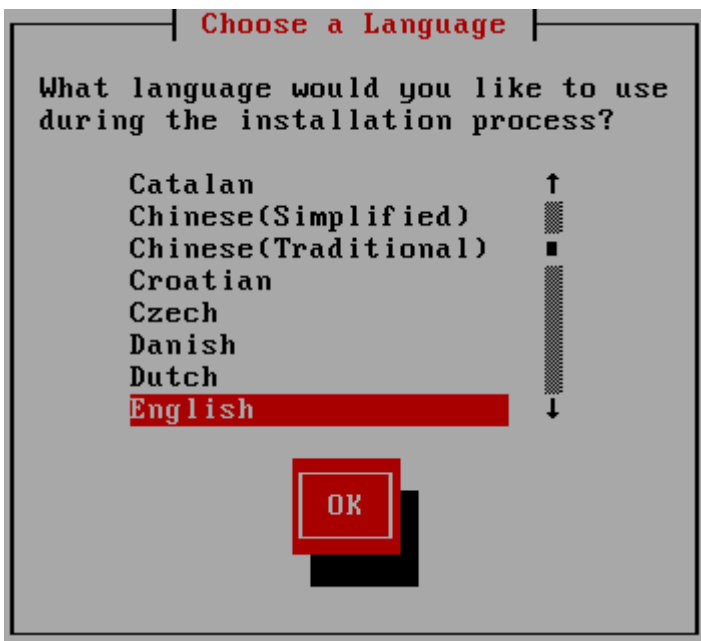 Choose a Language
What language would you like to use
during the installation process?
Catalan
Chinese(Simplified)
Chinese(Traditional)
Croatian
Czech
Danish
Dutch
English
OK